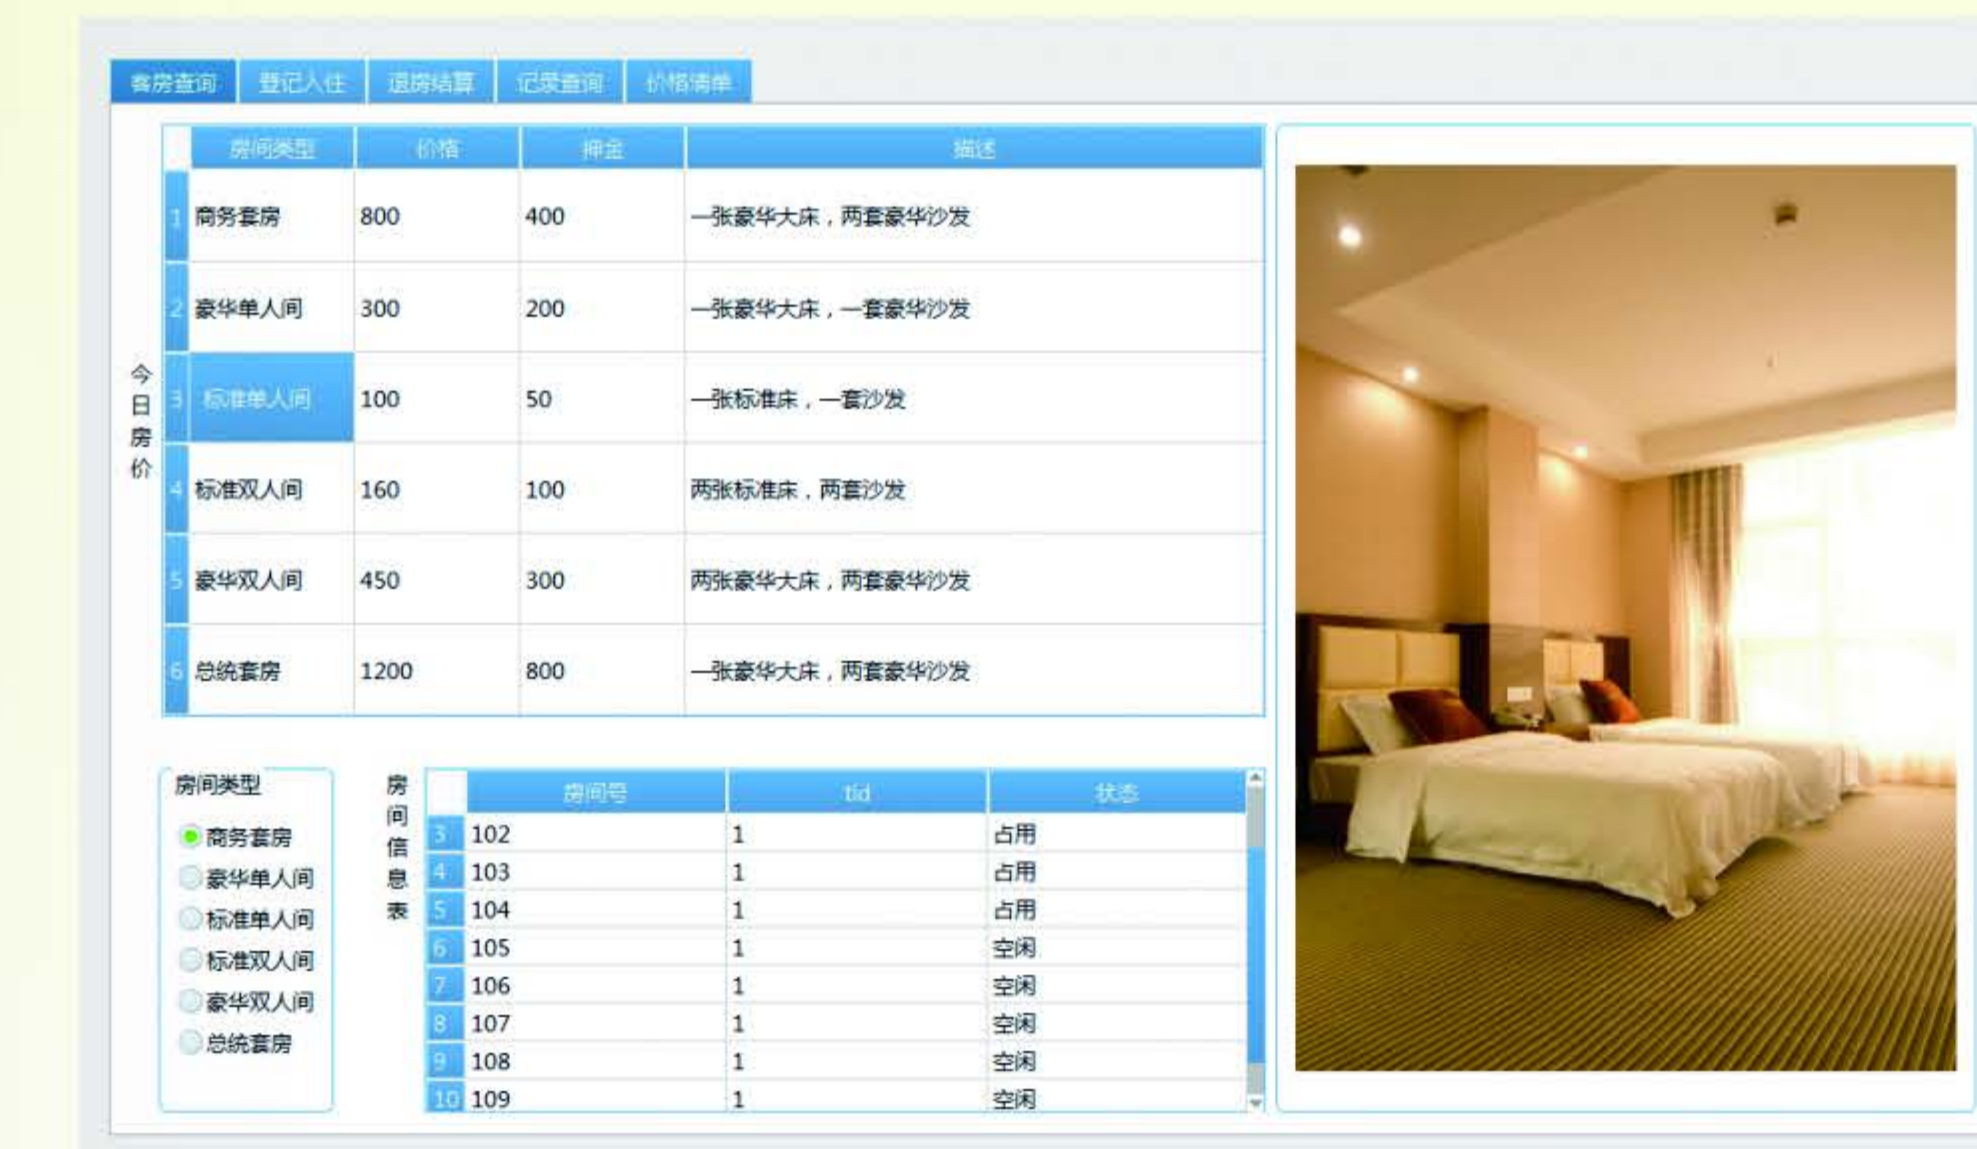 客房查询 登记入住 退房结算 记录查询 价格清单
今日房价
房间类型 价格 押金 描述
1 商务套房 800 400 一张豪华大床，两套豪华沙发
2 豪华单人间 300 200 一张豪华大床，一套豪华沙发
3 标准单人间 100 50 一张标准床，一套沙发
4 标准双人间 160 100 两张标准床，两套沙发
5 豪华双人间 450 300 两张豪华大床，两套豪华沙发
6 总统套房 1200 800 一张豪华大床，两套豪华沙发
房间类型
商务套房
豪华单人间
标准单人间
标准双人间
豪华双人间
总统套房
房间信息表
房间号 tid 状态
3 102 1 占用
4 103 1 占用
5 104 1 占用
6 105 1 空闲
7 106 1 空闲
8 107 1 空闲
9 108 1 空闲
10 109 1 空闲